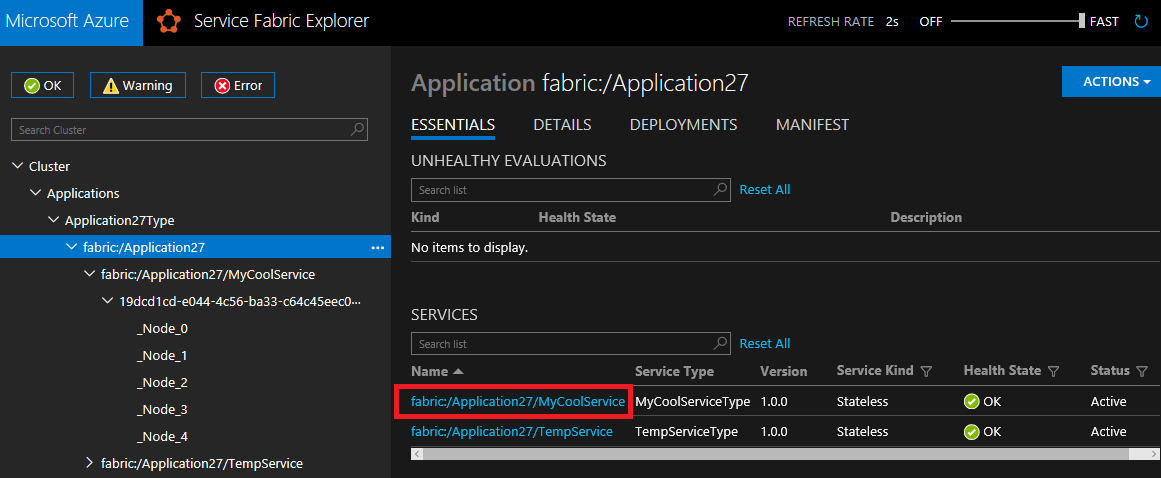 Microsoft Azure Service Fabric Explorer REFRESH RATE 2s OFF FAST
OK Warning Error
Search Cluster
Cluster
Applications
Application27Type
fabric:/Application27 ...
fabric:/Application27/MyCoolService
19dcd1cd-e044-4c56-ba33-c64c45eec0...
_Node_0
_Node_1
_Node_2
_Node_3
_Node_4
fabric:/Application27/TempService
Application fabric:/Application27 ACTIONS
ESSENTIALS DETAILS DEPLOYMENTS MANIFEST
UNHEALTHY EVALUATIONS
Search list Reset All
Kind Health State Description
No items to display.
SERVICES
Search list Reset All
Name Service Type Version Service Kind Health State Status
fabric:/Application27/MyCoolService MyCoolServiceType 1.0.0 Stateless OK Active
fabric:/Application27/TempService TempServiceType 1.0.0 Stateless OK Active